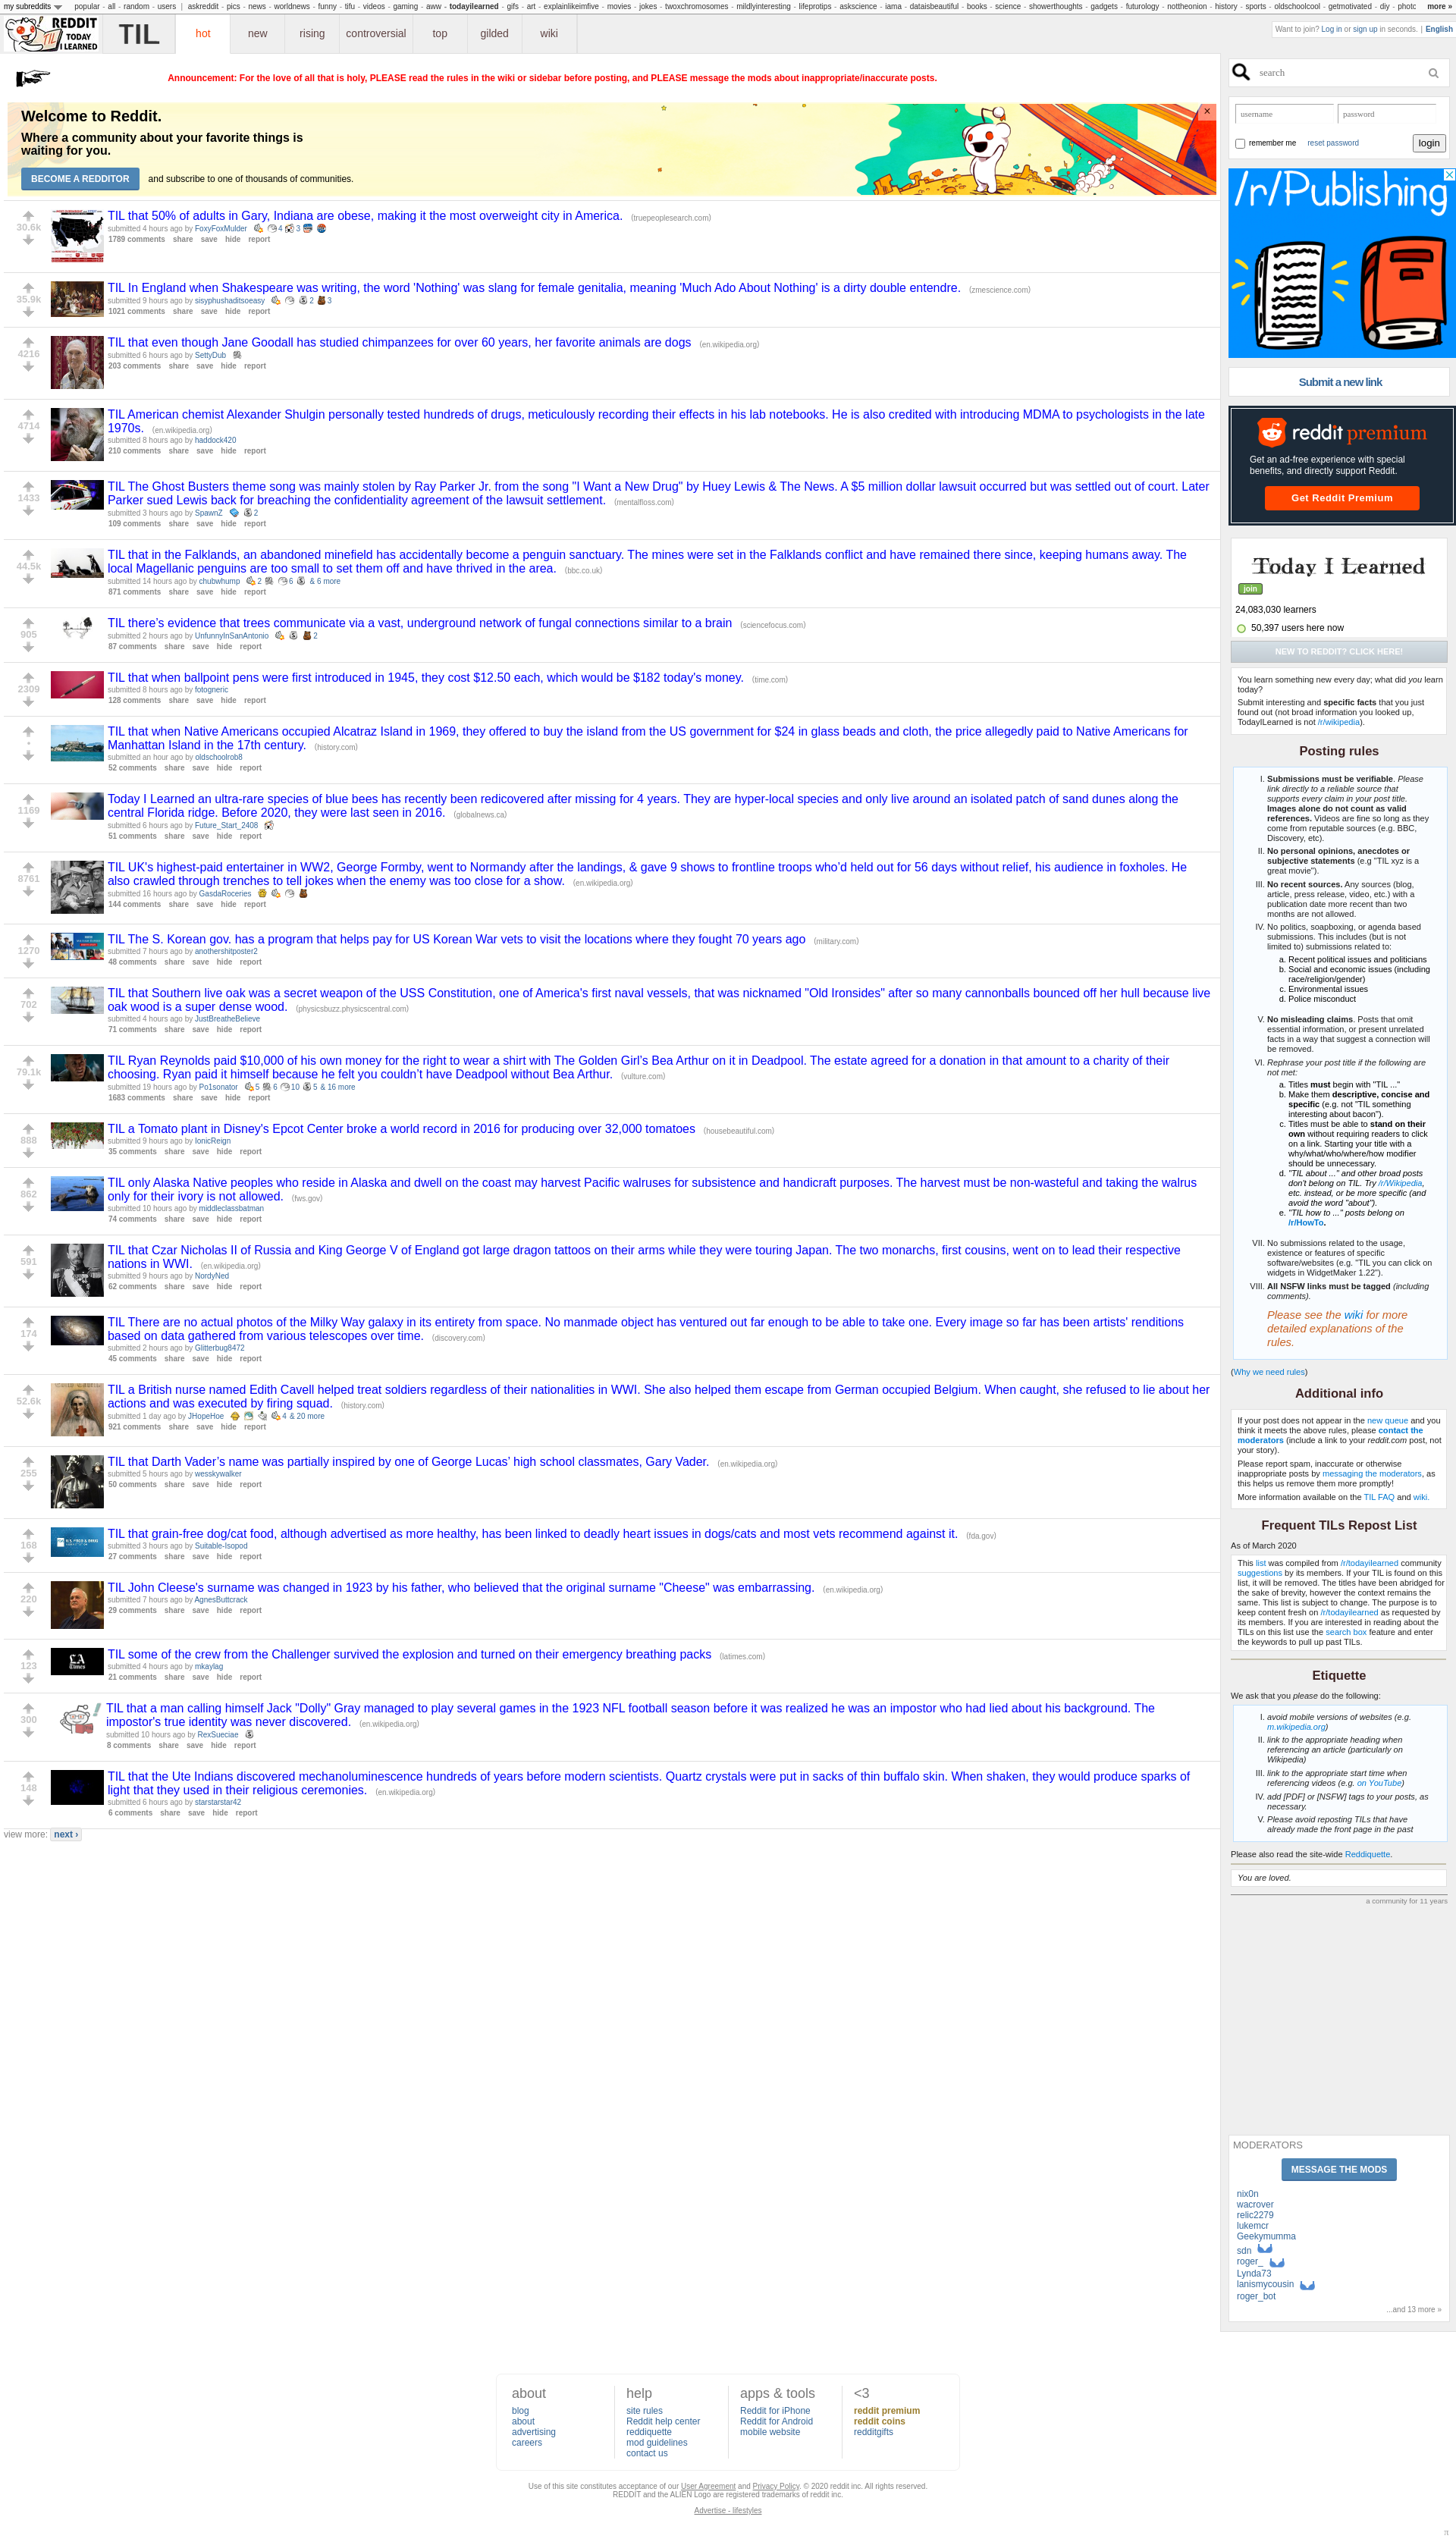 my subreddits popular - all - random - users | askreddit - pics - news - worldnews - funny - tifu - videos - gaming - aww - todayilearned - gifs - art - explainlikeimfive - movies - jokes - twoxchromosomes - mildlyinteresting - lifeprotips - askscience - iama - dataisbeautiful - books - science - showerthoughts - gadgets - futurology - nottheonion - history - sports - oldschoolcool - getmotivated - diy - photc more »
REDDIT
TODAY
I LEARNED
TIL
hot new rising controversial top gilded wiki
Want to join? Log in or sign up in seconds. | English
Announcement: For the love of all that is holy, PLEASE read the rules in the wiki or sidebar before posting, and PLEASE message the mods about inappropriate/inaccurate posts.
Welcome to Reddit.
Where a community about your favorite things is
waiting for you.
BECOME A REDDITOR and subscribe to one of thousands of communities.
30.6k
TIL that 50% of adults in Gary, Indiana are obese, making it the most overweight city in America. (truepeoplesearch.com)
submitted 4 hours ago by FoxyFoxMulder 4 3
1789 comments share save hide report
35.9k
TIL In England when Shakespeare was writing, the word 'Nothing' was slang for female genitalia, meaning 'Much Ado About Nothing' is a dirty double entendre. (zmescience.com)
submitted 9 hours ago by sisyphushaditsoeasy 2 3
1021 comments share save hide report
4216
TIL that even though Jane Goodall has studied chimpanzees for over 60 years, her favorite animals are dogs (en.wikipedia.org)
submitted 6 hours ago by SettyDub
203 comments share save hide report
4714
TIL American chemist Alexander Shulgin personally tested hundreds of drugs, meticulously recording their effects in his lab notebooks. He is also credited with introducing MDMA to psychologists in the late
1970s. (en.wikipedia.org)
submitted 8 hours ago by haddock420
210 comments share save hide report
1433
TIL The Ghost Busters theme song was mainly stolen by Ray Parker Jr. from the song "I Want a New Drug" by Huey Lewis & The News. A $5 million dollar lawsuit occurred but was settled out of court. Later
Parker sued Lewis back for breaching the confidentiality agreement of the lawsuit settlement. (mentalfloss.com)
submitted 3 hours ago by SpawnZ 2
109 comments share save hide report
44.5k
TIL that in the Falklands, an abandoned minefield has accidentally become a penguin sanctuary. The mines were set in the Falklands conflict and have remained there since, keeping humans away. The
local Magellanic penguins are too small to set them off and have thrived in the area. (bbc.co.uk)
submitted 14 hours ago by chubwhump 2 6 & 6 more
871 comments share save hide report
905
TIL there's evidence that trees communicate via a vast, underground network of fungal connections similar to a brain (sciencefocus.com)
submitted 2 hours ago by UnfunnyInSanAntonio 2
87 comments share save hide report
2309
TIL that when ballpoint pens were first introduced in 1945, they cost $12.50 each, which would be $182 today's money. (time.com)
submitted 8 hours ago by fotogneric
128 comments share save hide report
•
TIL that when Native Americans occupied Alcatraz Island in 1969, they offered to buy the island from the US government for $24 in glass beads and cloth, the price allegedly paid to Native Americans for
Manhattan Island in the 17th century. (history.com)
submitted an hour ago by oldschoolrob8
52 comments share save hide report
1169
Today I Learned an ultra-rare species of blue bees has recently been redicovered after missing for 4 years. They are hyper-local species and only live around an isolated patch of sand dunes along the
central Florida ridge. Before 2020, they were last seen in 2016. (globalnews.ca)
submitted 6 hours ago by Future_Start_2408
51 comments share save hide report
8761
TIL UK's highest-paid entertainer in WW2, George Formby, went to Normandy after the landings, & gave 9 shows to frontline troops who'd held out for 56 days without relief, his audience in foxholes. He
also crawled through trenches to tell jokes when the enemy was too close for a show. (en.wikipedia.org)
submitted 16 hours ago by GasdaRoceries
144 comments share save hide report
1270
TIL The S. Korean gov. has a program that helps pay for US Korean War vets to visit the locations where they fought 70 years ago (military.com)
submitted 7 hours ago by anothershitposter2
48 comments share save hide report
702
TIL that Southern live oak was a secret weapon of the USS Constitution, one of America's first naval vessels, that was nicknamed "Old Ironsides" after so many cannonballs bounced off her hull because live
oak wood is a super dense wood. (physicsbuzz.physicscentral.com)
submitted 4 hours ago by JustBreatheBelieve
71 comments share save hide report
79.1k
TIL Ryan Reynolds paid $10,000 of his own money for the right to wear a shirt with The Golden Girl's Bea Arthur on it in Deadpool. The estate agreed for a donation in that amount to a charity of their
choosing. Ryan paid it himself because he felt you couldn't have Deadpool without Bea Arthur. (vulture.com)
submitted 19 hours ago by Po1sonator 5 6 10 5 & 16 more
1683 comments share save hide report
888
TIL a Tomato plant in Disney's Epcot Center broke a world record in 2016 for producing over 32,000 tomatoes (housebeautiful.com)
submitted 9 hours ago by IonicReign
35 comments share save hide report
862
TIL only Alaska Native peoples who reside in Alaska and dwell on the coast may harvest Pacific walruses for subsistence and handicraft purposes. The harvest must be non-wasteful and taking the walrus
only for their ivory is not allowed. (fws.gov)
submitted 10 hours ago by middleclassbatman
74 comments share save hide report
591
TIL that Czar Nicholas II of Russia and King George V of England got large dragon tattoos on their arms while they were touring Japan. The two monarchs, first cousins, went on to lead their respective
nations in WWI. (en.wikipedia.org)
submitted 9 hours ago by NordyNed
62 comments share save hide report
174
TIL There are no actual photos of the Milky Way galaxy in its entirety from space. No manmade object has ventured out far enough to be able to take one. Every image so far has been artists' renditions
based on data gathered from various telescopes over time. (discovery.com)
submitted 2 hours ago by Glitterbug8472
45 comments share save hide report
52.6k
TIL a British nurse named Edith Cavell helped treat soldiers regardless of their nationalities in WWI. She also helped them escape from German occupied Belgium. When caught, she refused to lie about her
actions and was executed by firing squad. (history.com)
submitted 1 day ago by JHopeHoe 4 & 20 more
921 comments share save hide report
255
TIL that Darth Vader's name was partially inspired by one of George Lucas' high school classmates, Gary Vader. (en.wikipedia.org)
submitted 5 hours ago by wesskywalker
50 comments share save hide report
168
TIL that grain-free dog/cat food, although advertised as more healthy, has been linked to deadly heart issues in dogs/cats and most vets recommend against it. (fda.gov)
submitted 3 hours ago by Suitable-Isopod
27 comments share save hide report
220
TIL John Cleese's surname was changed in 1923 by his father, who believed that the original surname "Cheese" was embarrassing. (en.wikipedia.org)
submitted 7 hours ago by AgnesButtcrack
29 comments share save hide report
123
LA
Times
TIL some of the crew from the Challenger survived the explosion and turned on their emergency breathing packs (latimes.com)
submitted 4 hours ago by mkaylag
21 comments share save hide report
300
TIL that a man calling himself Jack "Dolly" Gray managed to play several games in the 1923 NFL football season before it was realized he was an impostor who had lied about his background. The
impostor's true identity was never discovered. (en.wikipedia.org)
submitted 10 hours ago by RexSueciae
8 comments share save hide report
148
TIL that the Ute Indians discovered mechanoluminescence hundreds of years before modern scientists. Quartz crystals were put in sacks of thin buffalo skin. When shaken, they would produce sparks of
light that they used in their religious ceremonies. (en.wikipedia.org)
submitted 6 hours ago by starstarstar42
6 comments share save hide report
view more: next ›
search
username password
remember me reset password login
/r/Publishing
Submit a new link
reddit premium
Get an ad-free experience with special
benefits, and directly support Reddit.
Get Reddit Premium
Today I Learned
join
24,083,030 learners
50,397 users here now
NEW TO REDDIT? CLICK HERE!
You learn something new every day; what did you learn
today?
Submit interesting and specific facts that you just
found out (not broad information you looked up,
TodayILearned is not /r/wikipedia).
Posting rules
I. Submissions must be verifiable. Please
link directly to a reliable source that
supports every claim in your post title.
Images alone do not count as valid
references. Videos are fine so long as they
come from reputable sources (e.g. BBC,
Discovery, etc).
II. No personal opinions, anecdotes or
subjective statements (e.g "TIL xyz is a
great movie").
III. No recent sources. Any sources (blog,
article, press release, video, etc.) with a
publication date more recent than two
months are not allowed.
IV. No politics, soapboxing, or agenda based
submissions. This includes (but is not
limited to) submissions related to:
a. Recent political issues and politicians
b. Social and economic issues (including
race/religion/gender)
c. Environmental issues
d. Police misconduct
V. No misleading claims. Posts that omit
essential information, or present unrelated
facts in a way that suggest a connection will
be removed.
VI. Rephrase your post title if the following are
not met:
a. Titles must begin with "TIL ..."
b. Make them descriptive, concise and
specific (e.g. not "TIL something
interesting about bacon").
c. Titles must be able to stand on their
own without requiring readers to click
on a link. Starting your title with a
why/what/who/where/how modifier
should be unnecessary.
d. "TIL about ..." and other broad posts
don't belong on TIL. Try /r/Wikipedia,
etc. instead, or be more specific (and
avoid the word "about").
e. "TIL how to ..." posts belong on
/r/HowTo.
VII. No submissions related to the usage,
existence or features of specific
software/websites (e.g. "TIL you can click on
widgets in WidgetMaker 1.22").
VIII. All NSFW links must be tagged (including
comments).
Please see the wiki for more
detailed explanations of the
rules.
(Why we need rules)
Additional info
If your post does not appear in the new queue and you
think it meets the above rules, please contact the
moderators (include a link to your reddit.com post, not
your story).
Please report spam, inaccurate or otherwise
inappropriate posts by messaging the moderators, as
this helps us remove them more promptly!
More information available on the TIL FAQ and wiki.
Frequent TILs Repost List
As of March 2020
This list was compiled from /r/todayilearned community
suggestions by its members. If your TIL is found on this
list, it will be removed. The titles have been abridged for
the sake of brevity, however the context remains the
same. This list is subject to change. The purpose is to
keep content fresh on /r/todayilearned as requested by
its members. If you are interested in reading about the
TILs on this list use the search box feature and enter
the keywords to pull up past TILs.
Etiquette
We ask that you please do the following:
I. avoid mobile versions of websites (e.g.
m.wikipedia.org)
II. link to the appropriate heading when
referencing an article (particularly on
Wikipedia)
III. link to the appropriate start time when
referencing videos (e.g. on YouTube)
IV. add [PDF] or [NSFW] tags to your posts, as
necessary.
V. Please avoid reposting TILs that have
already made the front page in the past
Please also read the site-wide Reddiquette.
You are loved.
a community for 11 years
MODERATORS
MESSAGE THE MODS
nix0n
wacrover
relic2279
lukemcr
Geekymumma
sdn
roger_
Lynda73
lanismycousin
roger_bot
...and 13 more »
about
blog
about
advertising
careers
help
site rules
Reddit help center
reddiquette
mod guidelines
contact us
apps & tools
Reddit for iPhone
Reddit for Android
mobile website
<3
reddit premium
reddit coins
redditgifts
Use of this site constitutes acceptance of our User Agreement and Privacy Policy. © 2020 reddit inc. All rights reserved.
REDDIT and the ALIEN Logo are registered trademarks of reddit inc.
Advertise - lifestyles
π